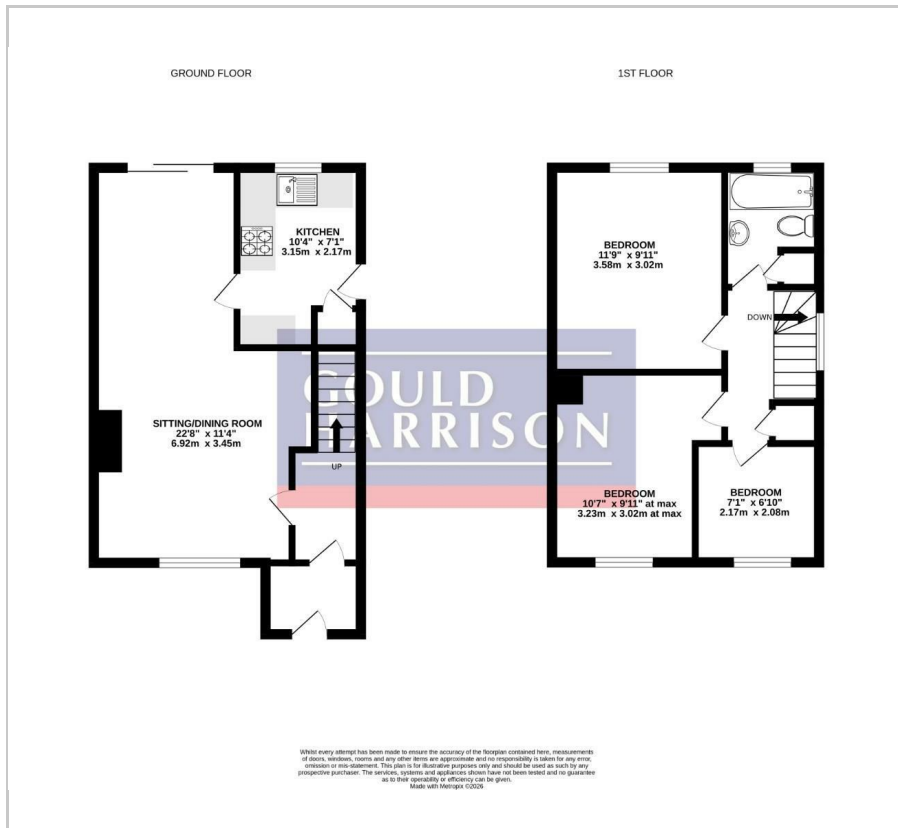 GROUND FLOOR
1ST FLOOR
KITCHEN
10'4" x 7'1"
3.15m x 2.17m
BEDROOM
11'9" x 9'11"
3.58m x 3.02m
DOWN
GOULD
HARRISON
SITTING/DINING ROOM
22'8" x 11'4"
6.92m x 3.45m
UP
BEDROOM
10'7" x 9'11" at max
3.23m x 3.02m at max
BEDROOM
7'1" x 6'10"
2.17m x 2.08m
Whilst every attempt has been made to ensure the accuracy of the floorplan contained here, measurements
of doors, windows, rooms and any other items are approximate and no responsibility is taken for any error,
omission or mis-statement. This plan is for illustrative purposes only and should be used as such by any
prospective purchaser. The services, systems and appliances shown have not been tested and no guarantee
as to their operability or efficiency can be given.
Made with Metropix ©2026